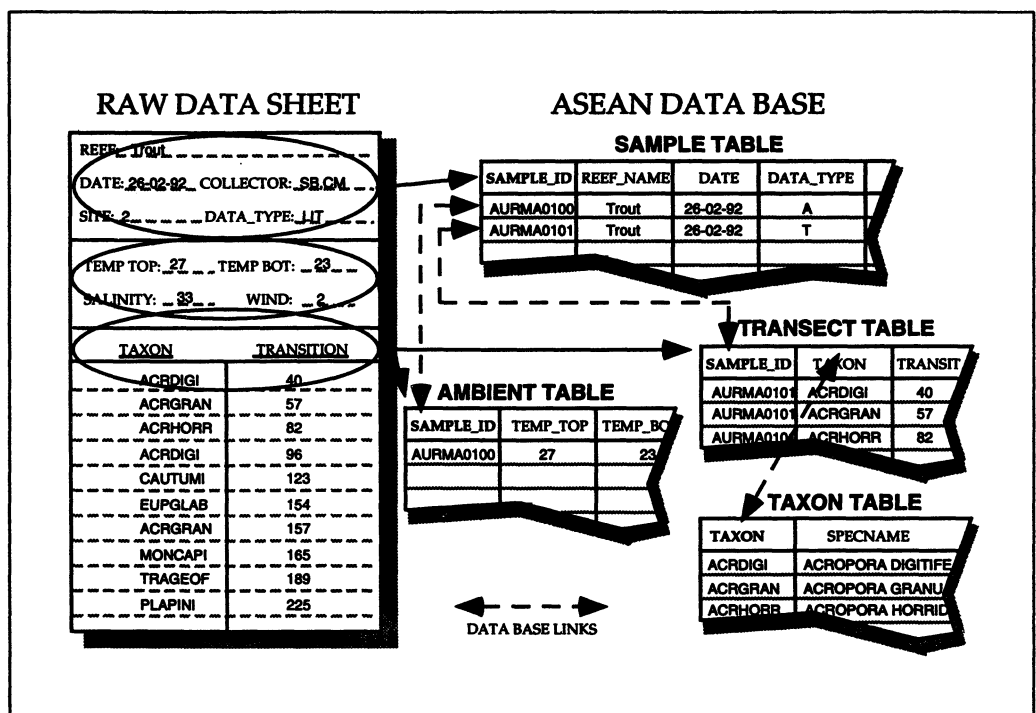 RAW DATA SHEET
REEF: Trout
DATE: 26-02-92 COLLECTOR: SB,CM
SITE: 2 DATA_TYPE: LIT
TEMP TOP: 27 TEMP BOT: 23
SALINITY: 33 WIND: 2
TAXON TRANSITION
ACRDIGI 40
ACRGRAN 57
ACRHORR 82
ACRDIGI 96
CAUTUMI 123
EUPGLAB 154
ACRGRAN 157
MONCAPI 165
TRAGEOF 189
PLAPINI 225
ASEAN DATA BASE
SAMPLE TABLE
SAMPLE_ID REEF_NAME DATE DATA_TYPE
AURMA0100 Trout 26-02-92 A
AURMA0101 Trout 26-02-92 T
TRANSECT TABLE
SAMPLE_ID TAXON TRANSIT
AURMA0101 ACRDIGI 40
AURMA0101 ACRGRAN 57
AURMA0101 ACRHORR 82
AMBIENT TABLE
SAMPLE_ID TEMP_TOP TEMP_BO
AURMA0100 27 23
TAXON TABLE
TAXON SPECNAME
ACRDIGI ACROPORA DIGITIFE
ACRGRAN ACROPORA GRANU
ACRHORR ACROPORA HORRID
DATA BASE LINKS